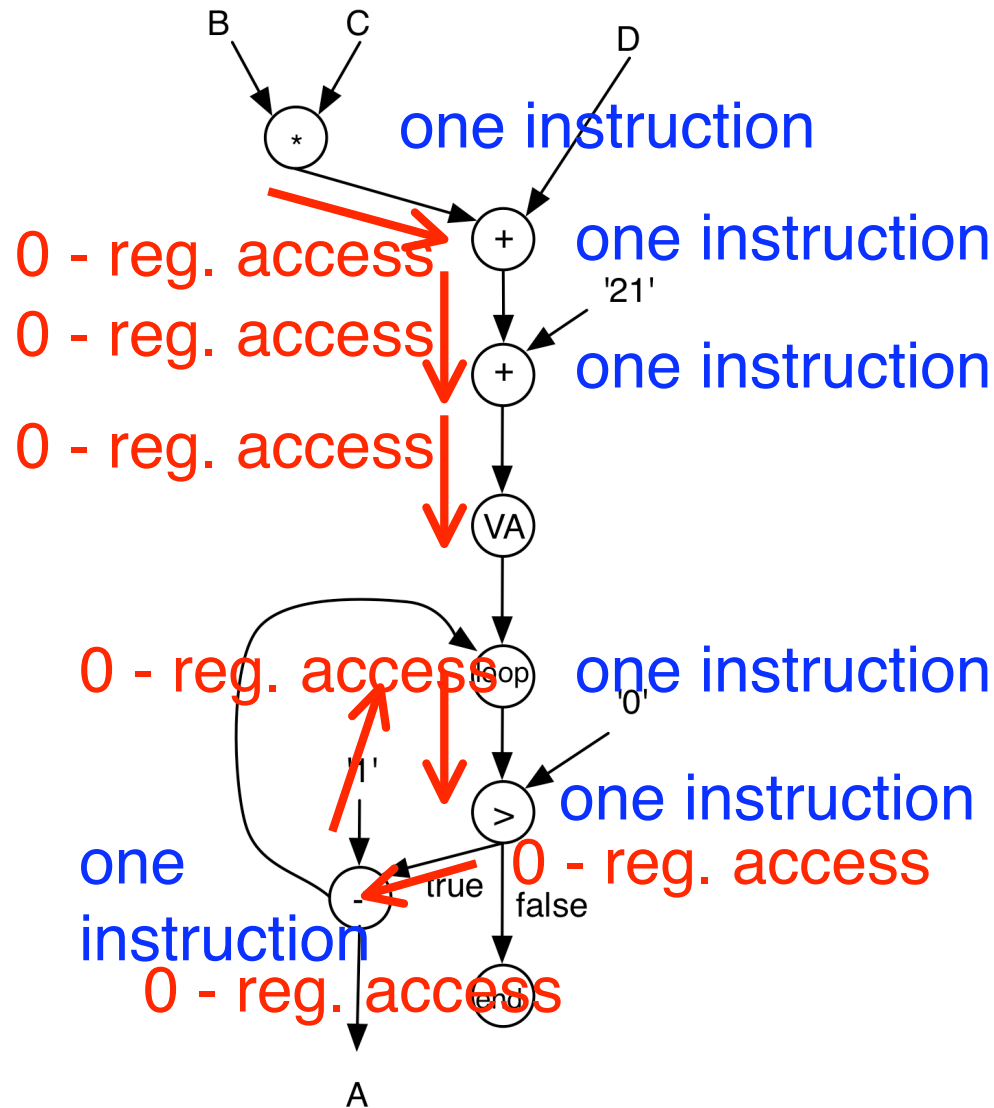 B
C
D
*
one instruction
+
one instruction
0 - reg. access
'21'
0 - reg. access
+
one instruction
0 - reg. access
VA
0 - reg. access
loop
one instruction
'0'
'1'
>
one instruction
one
instruction
0 - reg. access
-
true
false
0 - reg. access
end
A